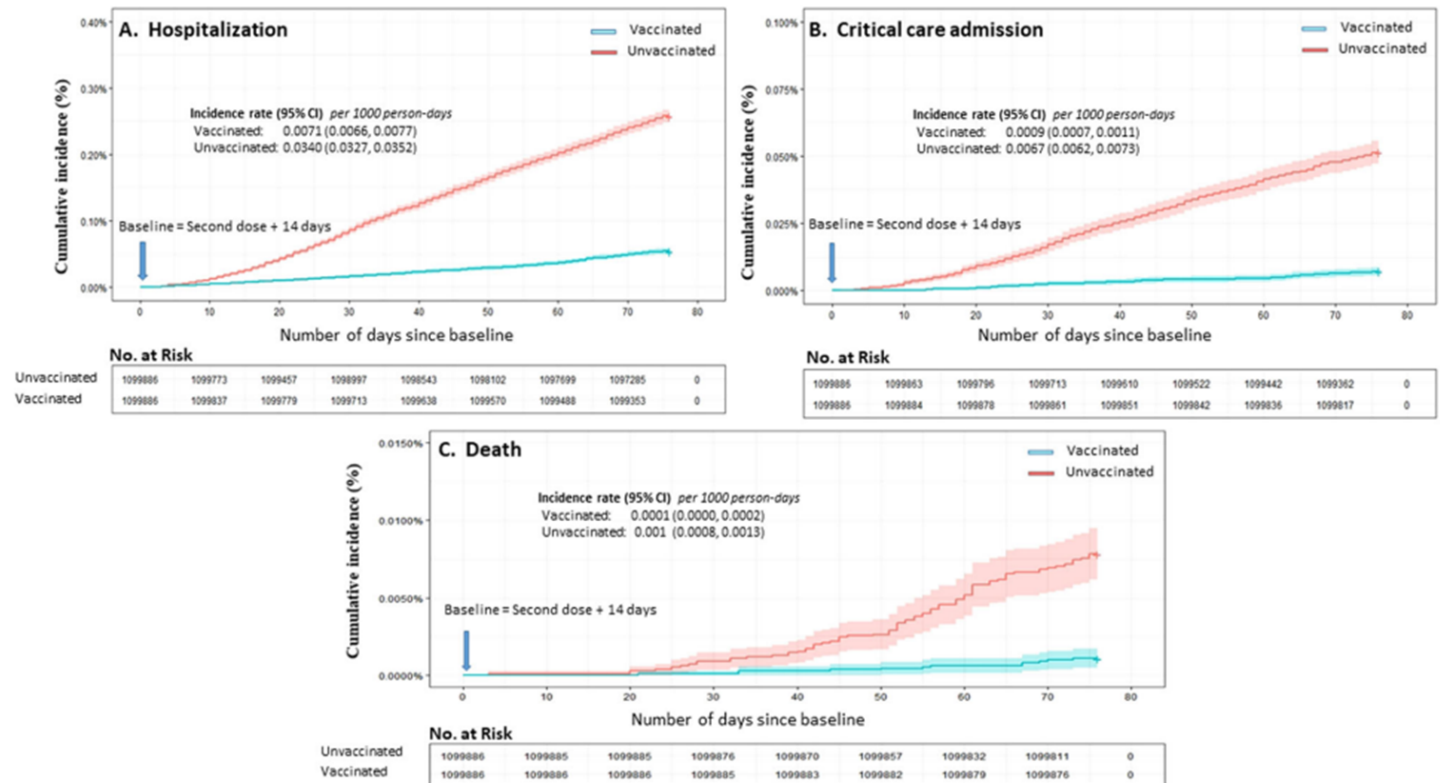 A. Hospitalization
Vaccinated
Unvaccinated
Cumulative incidence (%)
0.40%
0.30%
0.20%
0.10%
0.00%
Incidence rate (95% CI) per 1000 person-days
Vaccinated: 0.0071 (0.0066, 0.0077)
Unvaccinated: 0.0340 (0.0327, 0.0352)
Baseline = Second dose + 14 days
0 10 20 30 40 50 60 70 80
Number of days since baseline
No. at Risk
Unvaccinated 1099886 1099773 1099457 1098997 1098543 1098102 1097699 1097285 0
Vaccinated 1099886 1099837 1099779 1099713 1099638 1099570 1099488 1099353 0
B. Critical care admission
Vaccinated
Unvaccinated
Cumulative incidence (%)
0.100%
0.075%
0.050%
0.025%
0.000%
Incidence rate (95% CI) per 1000 person-days
Vaccinated: 0.0009 (0.0007, 0.0011)
Unvaccinated: 0.0067 (0.0062, 0.0073)
Baseline = Second dose + 14 days
0 10 20 30 40 50 60 70 80
Number of days since baseline
No. at Risk
1099886 1099863 1099796 1099713 1099610 1099522 1099442 1099362 0
1099886 1099884 1099878 1099861 1099851 1099842 1099836 1099817 0
C. Death
Vaccinated
Unvaccinated
Cumulative incidence (%)
0.0150%
0.0100%
0.0050%
0.0000%
Incidence rate (95% CI) per 1000 person-days
Vaccinated: 0.0001 (0.0000, 0.0002)
Unvaccinated: 0.001 (0.0008, 0.0013)
Baseline = Second dose + 14 days
0 10 20 30 40 50 60 70 80
Number of days since baseline
No. at Risk
Unvaccinated 1099886 1099885 1099885 1099876 1099870 1099857 1099832 1099811 0
Vaccinated 1099886 1099886 1099886 1099885 1099883 1099882 1099879 1099876 0